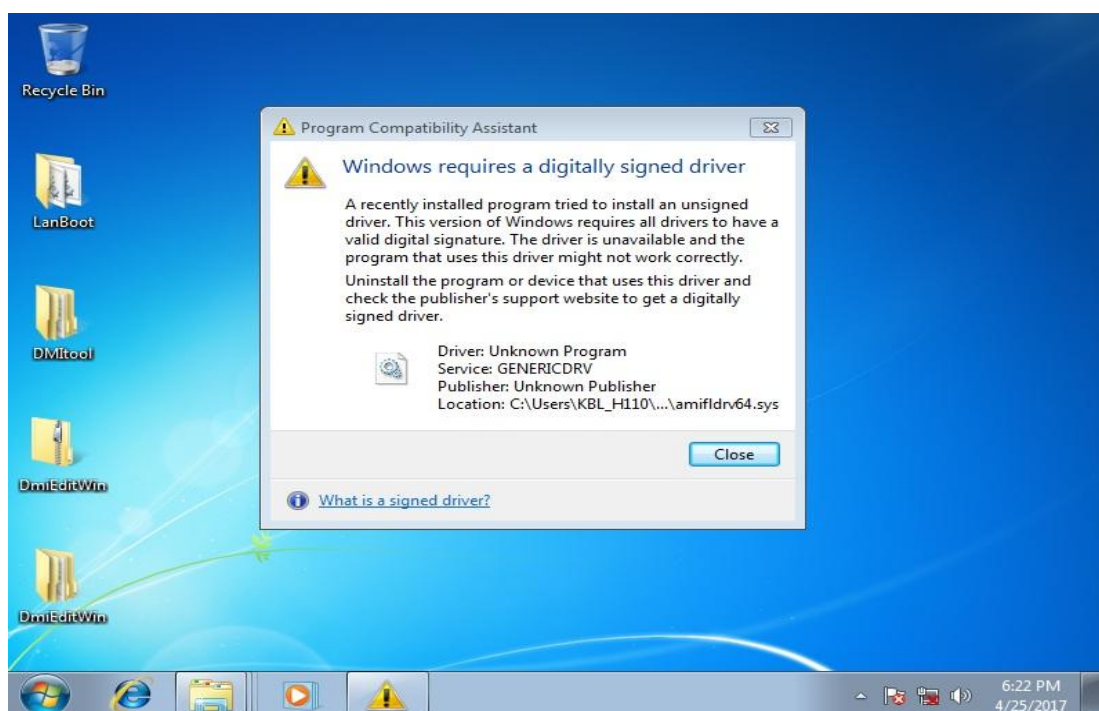 Recycle Bin
LanBoot
DMItool
DmiEditWin
DmiEditWin
Program Compatibility Assistant
Windows requires a digitally signed driver
A recently installed program tried to install an unsigned
driver. This version of Windows requires all drivers to have a
valid digital signature. The driver is unavailable and the
program that uses this driver might not work correctly.
Uninstall the program or device that uses this driver and
check the publisher's support website to get a digitally
signed driver.
Driver: Unknown Program
Service: GENERICDRV
Publisher: Unknown Publisher
Location: C:\Users\KBL_H110\...\amifldrv64.sys
Close
What is a signed driver?
6:22 PM
4/25/2017